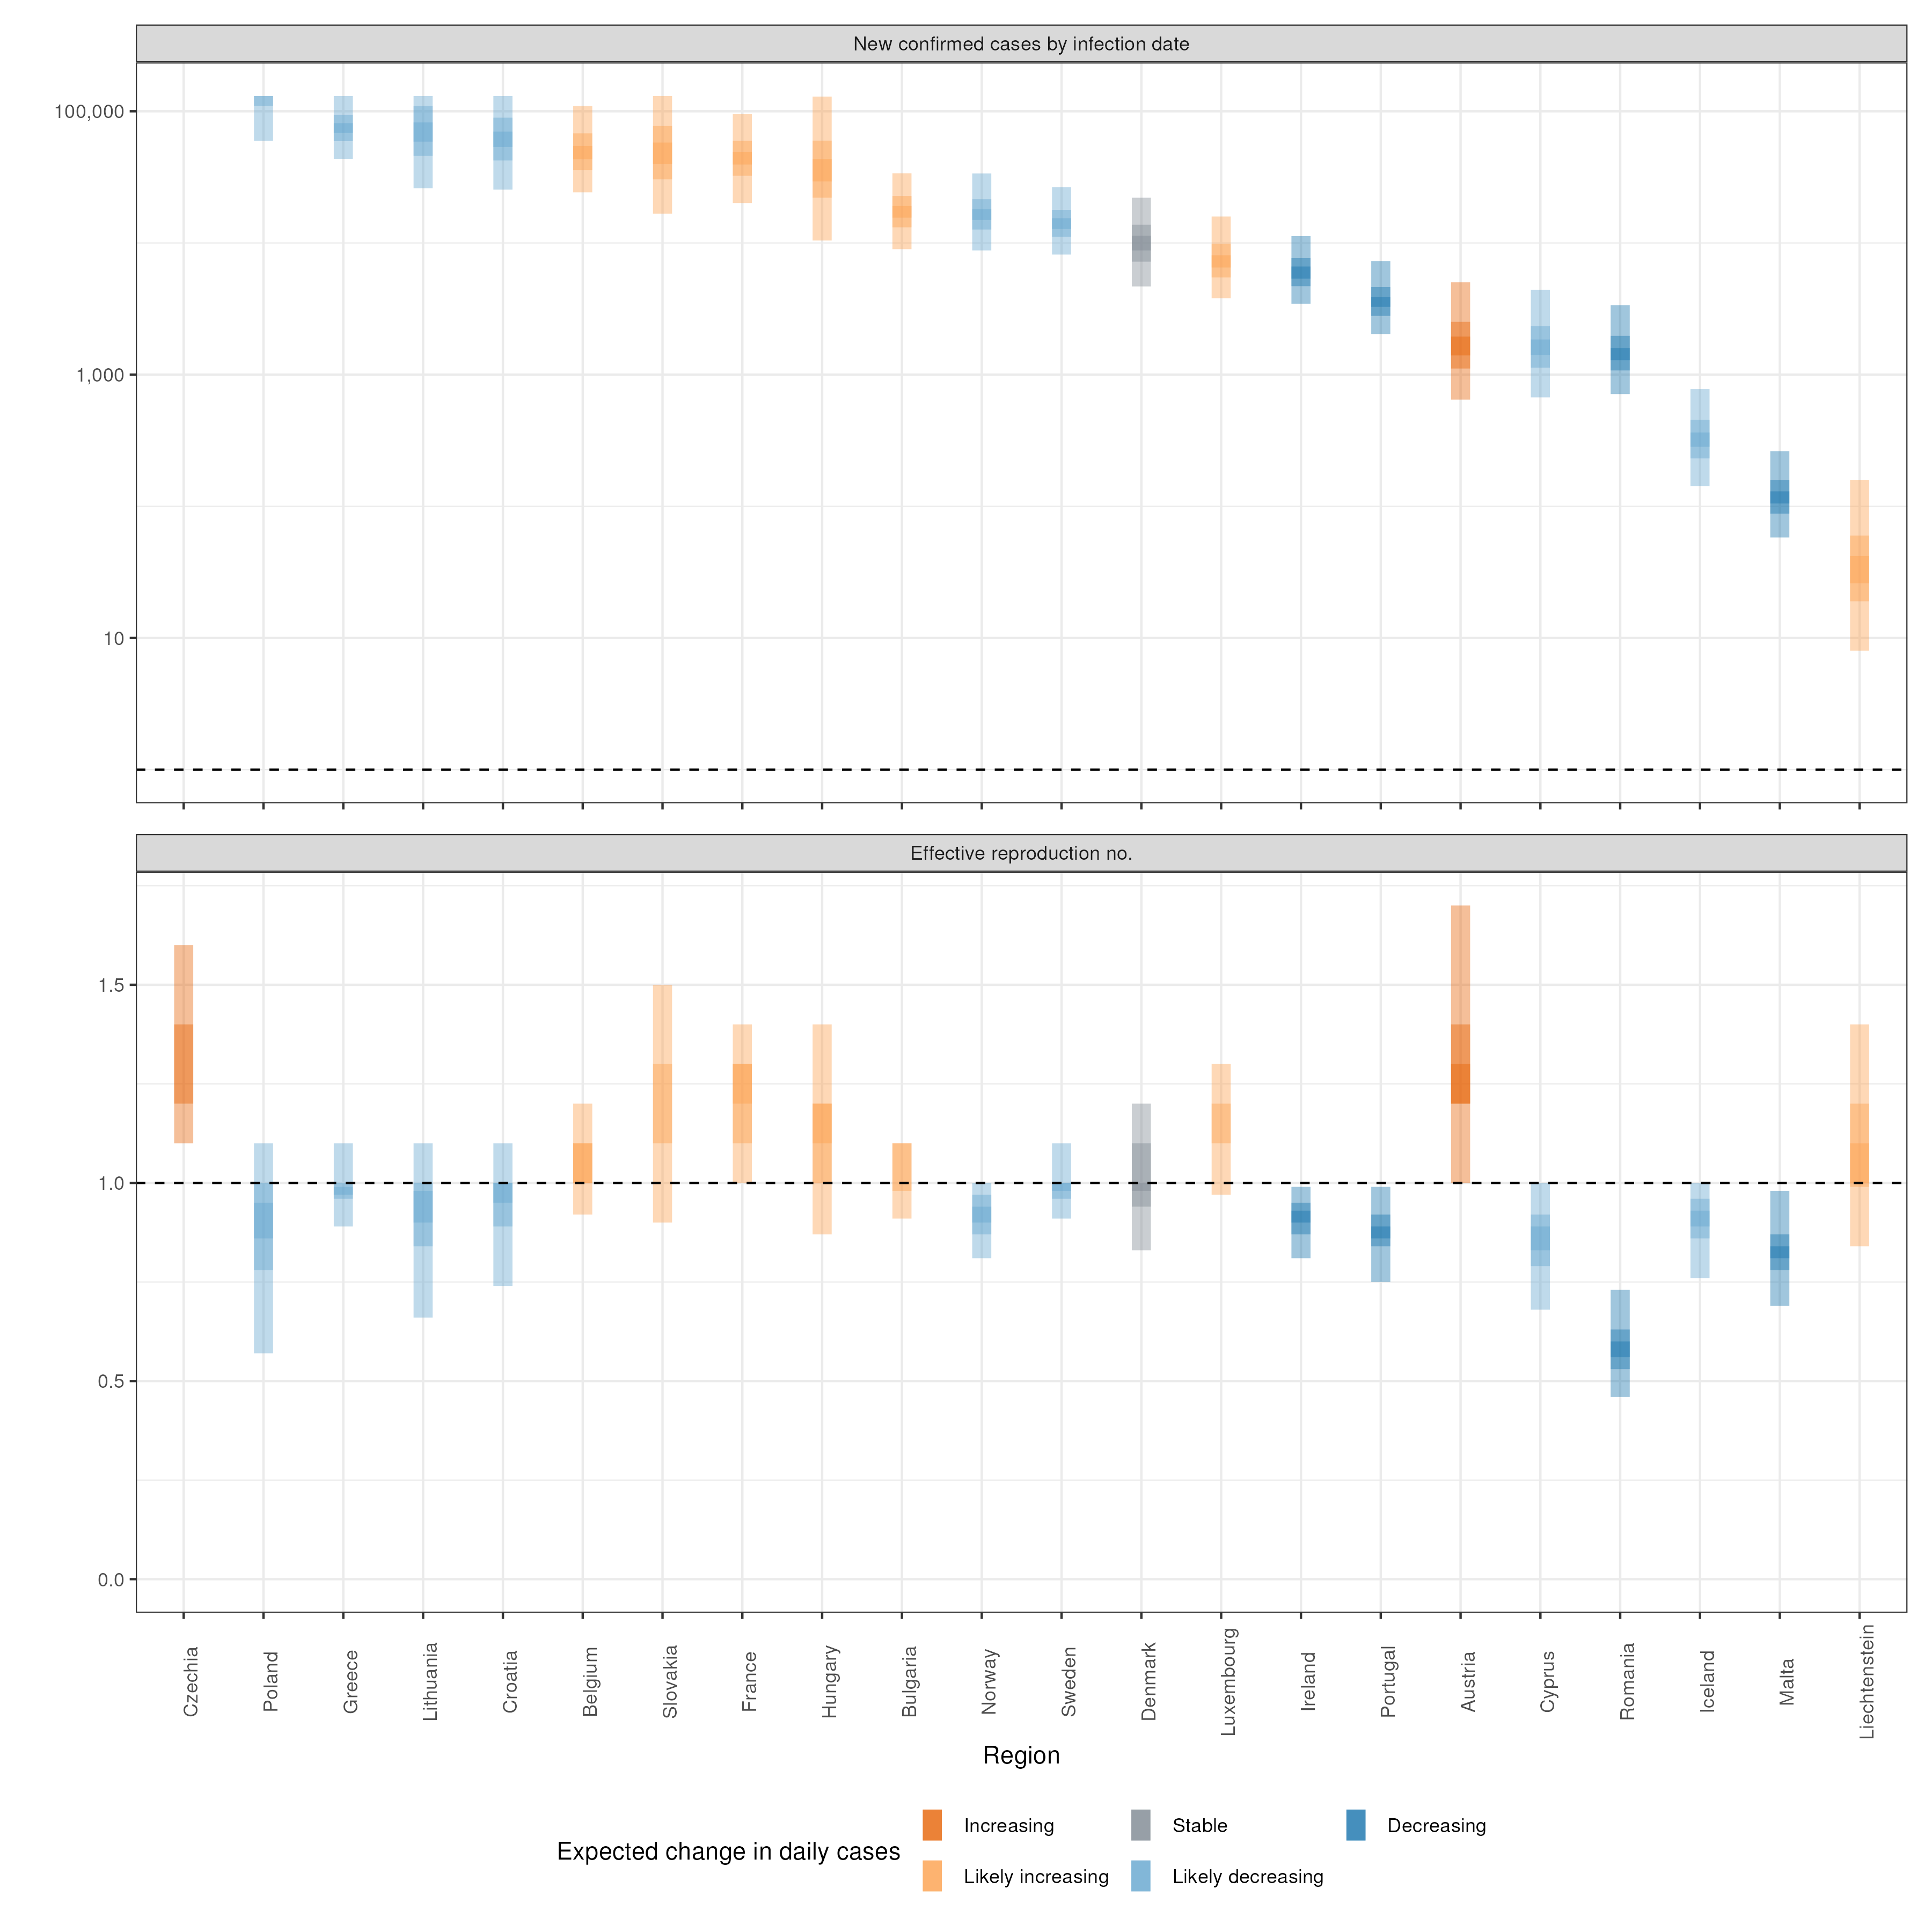 New confirmed cases by infection date
100,000
1,000
10
Effective reproduction no.
1.5
1.0
0.5
0.0
Czechia
Poland
Greece
Lithuania
Croatia
Belgium
Slovakia
France
Hungary
Bulgaria
Norway
Sweden
Denmark
Luxembourg
Ireland
Portugal
Austria
Cyprus
Romania
Iceland
Malta
Liechtenstein
Region
Expected change in daily cases
Increasing
Stable
Decreasing
Likely increasing
Likely decreasing